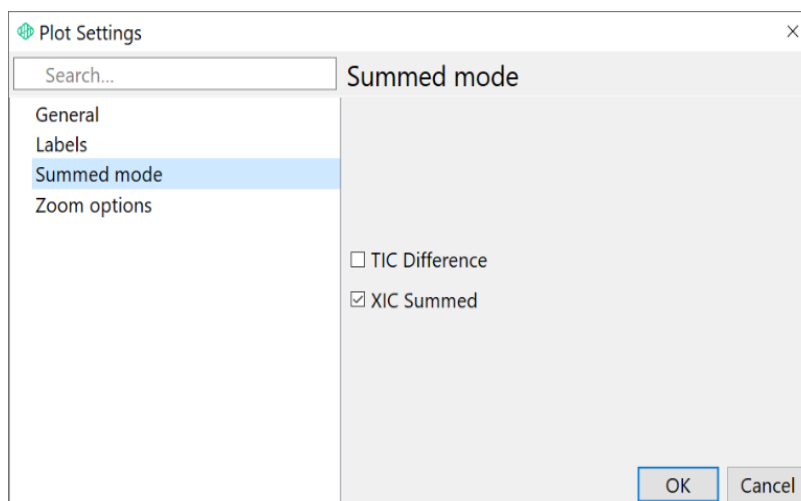 Plot Settings
Search...
Summed mode
General
Labels
Summed mode
Zoom options
TIC Difference
XIC Summed
OK
Cancel